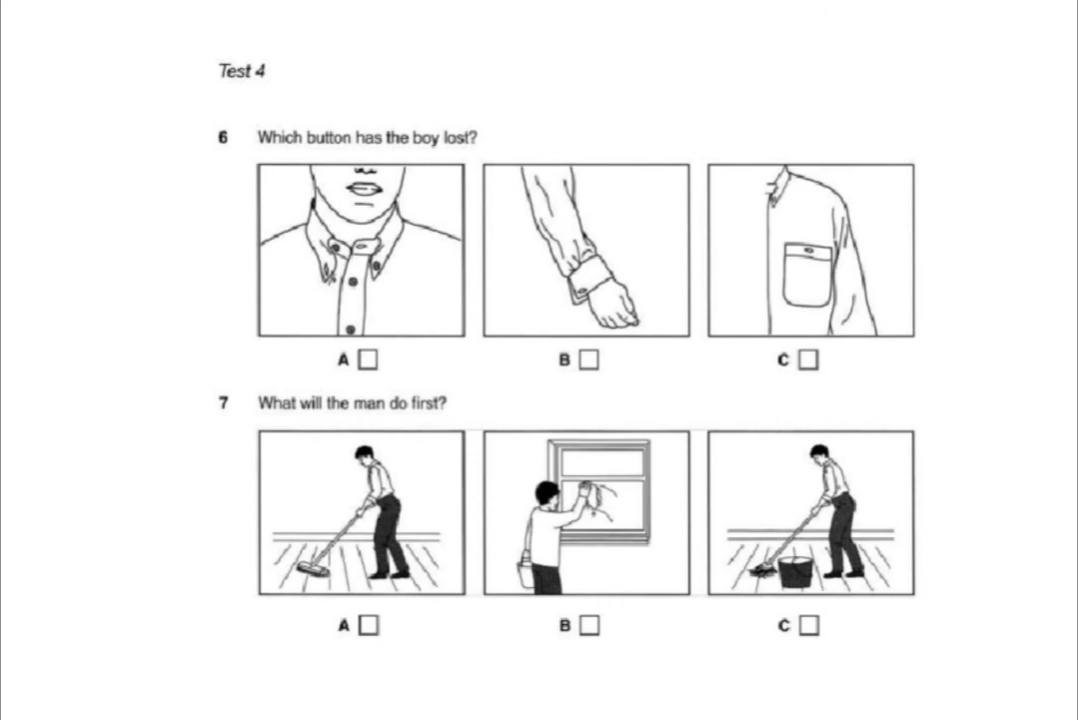 Test 4
6 Which button has the boy lost?
A B C
7 What will the man do first?
A B C